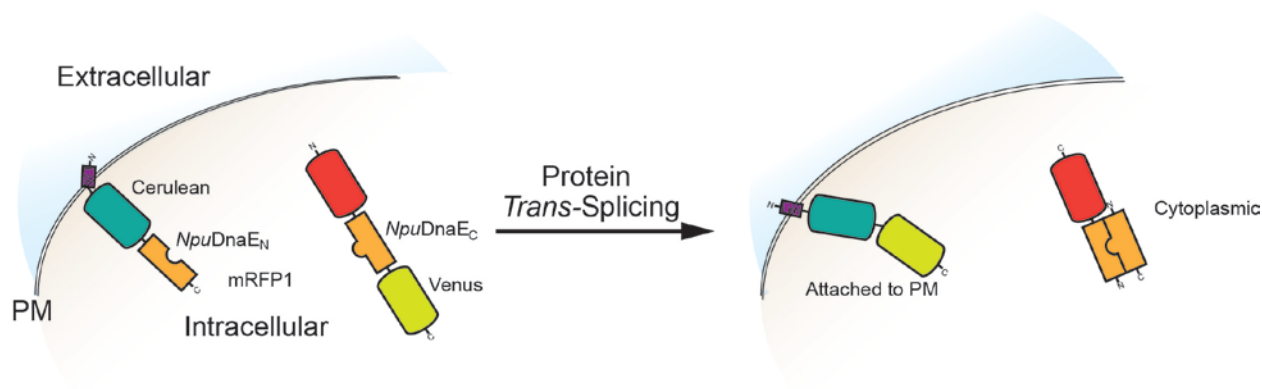 Extracellular
N
Cerulean
NpuDnaEN
C
mRFP1
PM
Intracellular
N
NpuDnaEC
Venus
C
Protein
Trans-Splicing
N
C
Attached to PM
C
N
N
C
Cytoplasmic